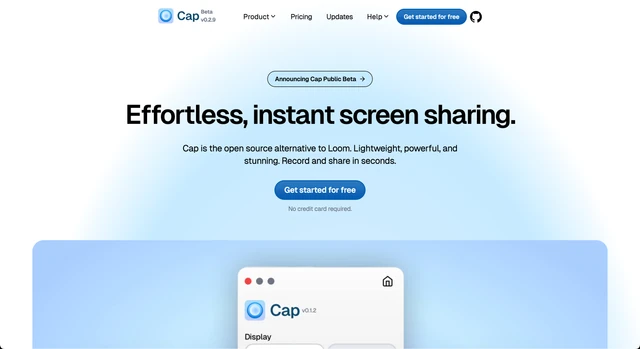 Cap Beta v0.2.9 Product Pricing Updates Help Get started for free
Announcing Cap Public Beta →
Effortless, instant screen sharing.
Cap is the open source alternative to Loom. Lightweight, powerful, and
stunning. Record and share in seconds.
Get started for free
No credit card required.
Cap v0.1.2
Display